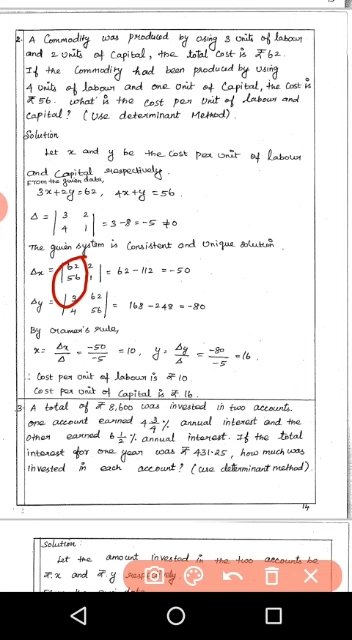 2. A Commodity was produced by using 3 units of labour
and 2 units of capital, the total cost is ₹ 62.
If the commodity had been produced by using
4 units of labour and one unit of capital, the cost is
₹ 56. what is the cost per unit of labour and
capital? (Use determinant Method).
Solution
Let x and y be the cost per unit of labour
and capital respectively.
From the given data,
3x+2y=62, 4x+y=56.
Δ = | 3 2 | = 3-8 = -5 ≠0
| 4 1 |
The given system is Consistent and Unique solution.
Δx = | 62 2 | = 62-112 = -50
| 56 1 |
Δy = | 3 62 | = 168-248 = -80
| 4 56 |
By Cramer's Rule,
x = Δx/Δ = -50/-5 = 10, y = Δy/Δ = -80/-5 = 16.
∴ Cost per unit of labour is ₹ 10
Cost per unit of capital is ₹ 16.
3. A total of ₹ 8,600 was invested in two accounts.
one account earned 4 3/4 % annual interest and the
other earned 6 1/2 % annual interest. If the total
interest for one year was ₹ 431.25, how much was
invested in each account? (use determinant method).
14
Solution:
Let the amount invested in the two accounts be
₹.x and ₹.y respectively